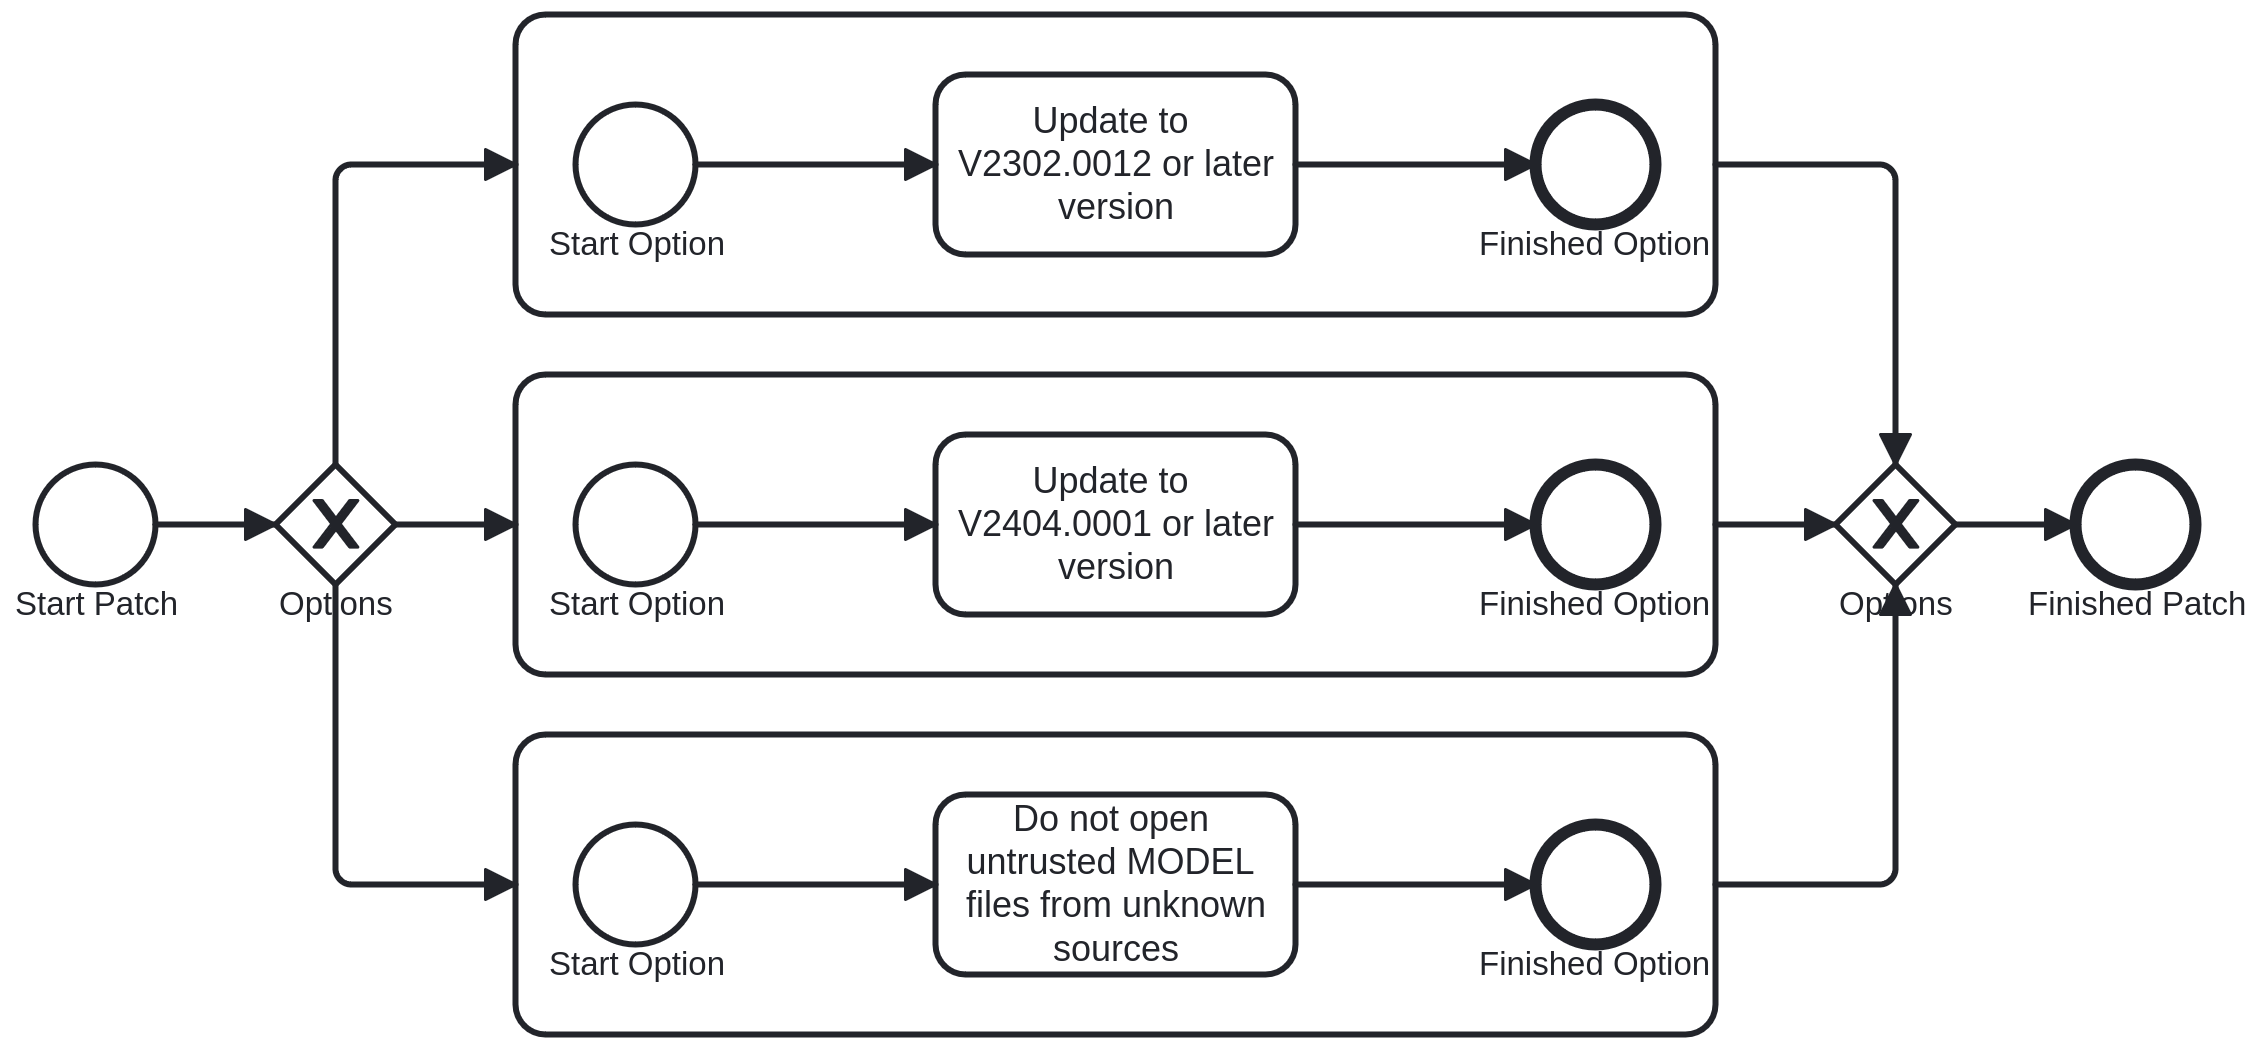 Update to
V2302.0012 or later
version
Start Option
Finished Option
Update to
V2404.0001 or later
version
X
X
Start Patch
Options
Start Option
Finished Option
Options
Finished Patch
Do not open
untrusted MODEL
files from unknown
sources
Start Option
Finished Option